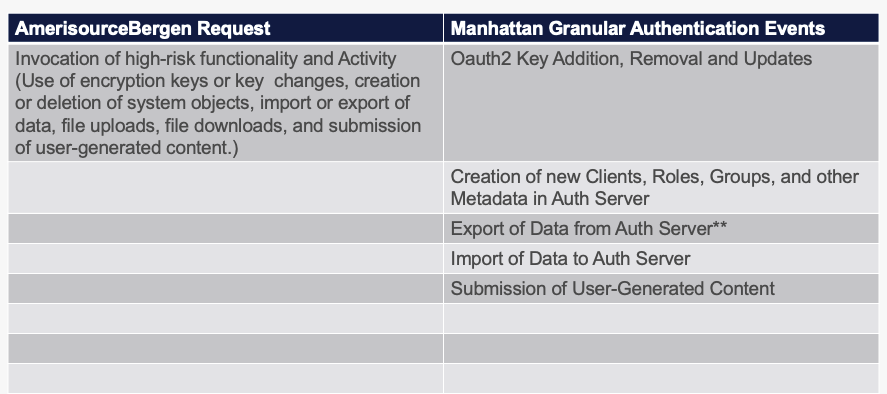 AmerisourceBergen Request
Manhattan Granular Authentication Events
Invocation of high-risk functionality and Activity
(Use of encryption keys or key changes, creation
or deletion of system objects, import or export of
data, file uploads, file downloads, and submission
of user-generated content.)
Oauth2 Key Addition, Removal and Updates
Creation of new Clients, Roles, Groups, and other
Metadata in Auth Server
Export of Data from Auth Server**
Import of Data to Auth Server
Submission of User-Generated Content